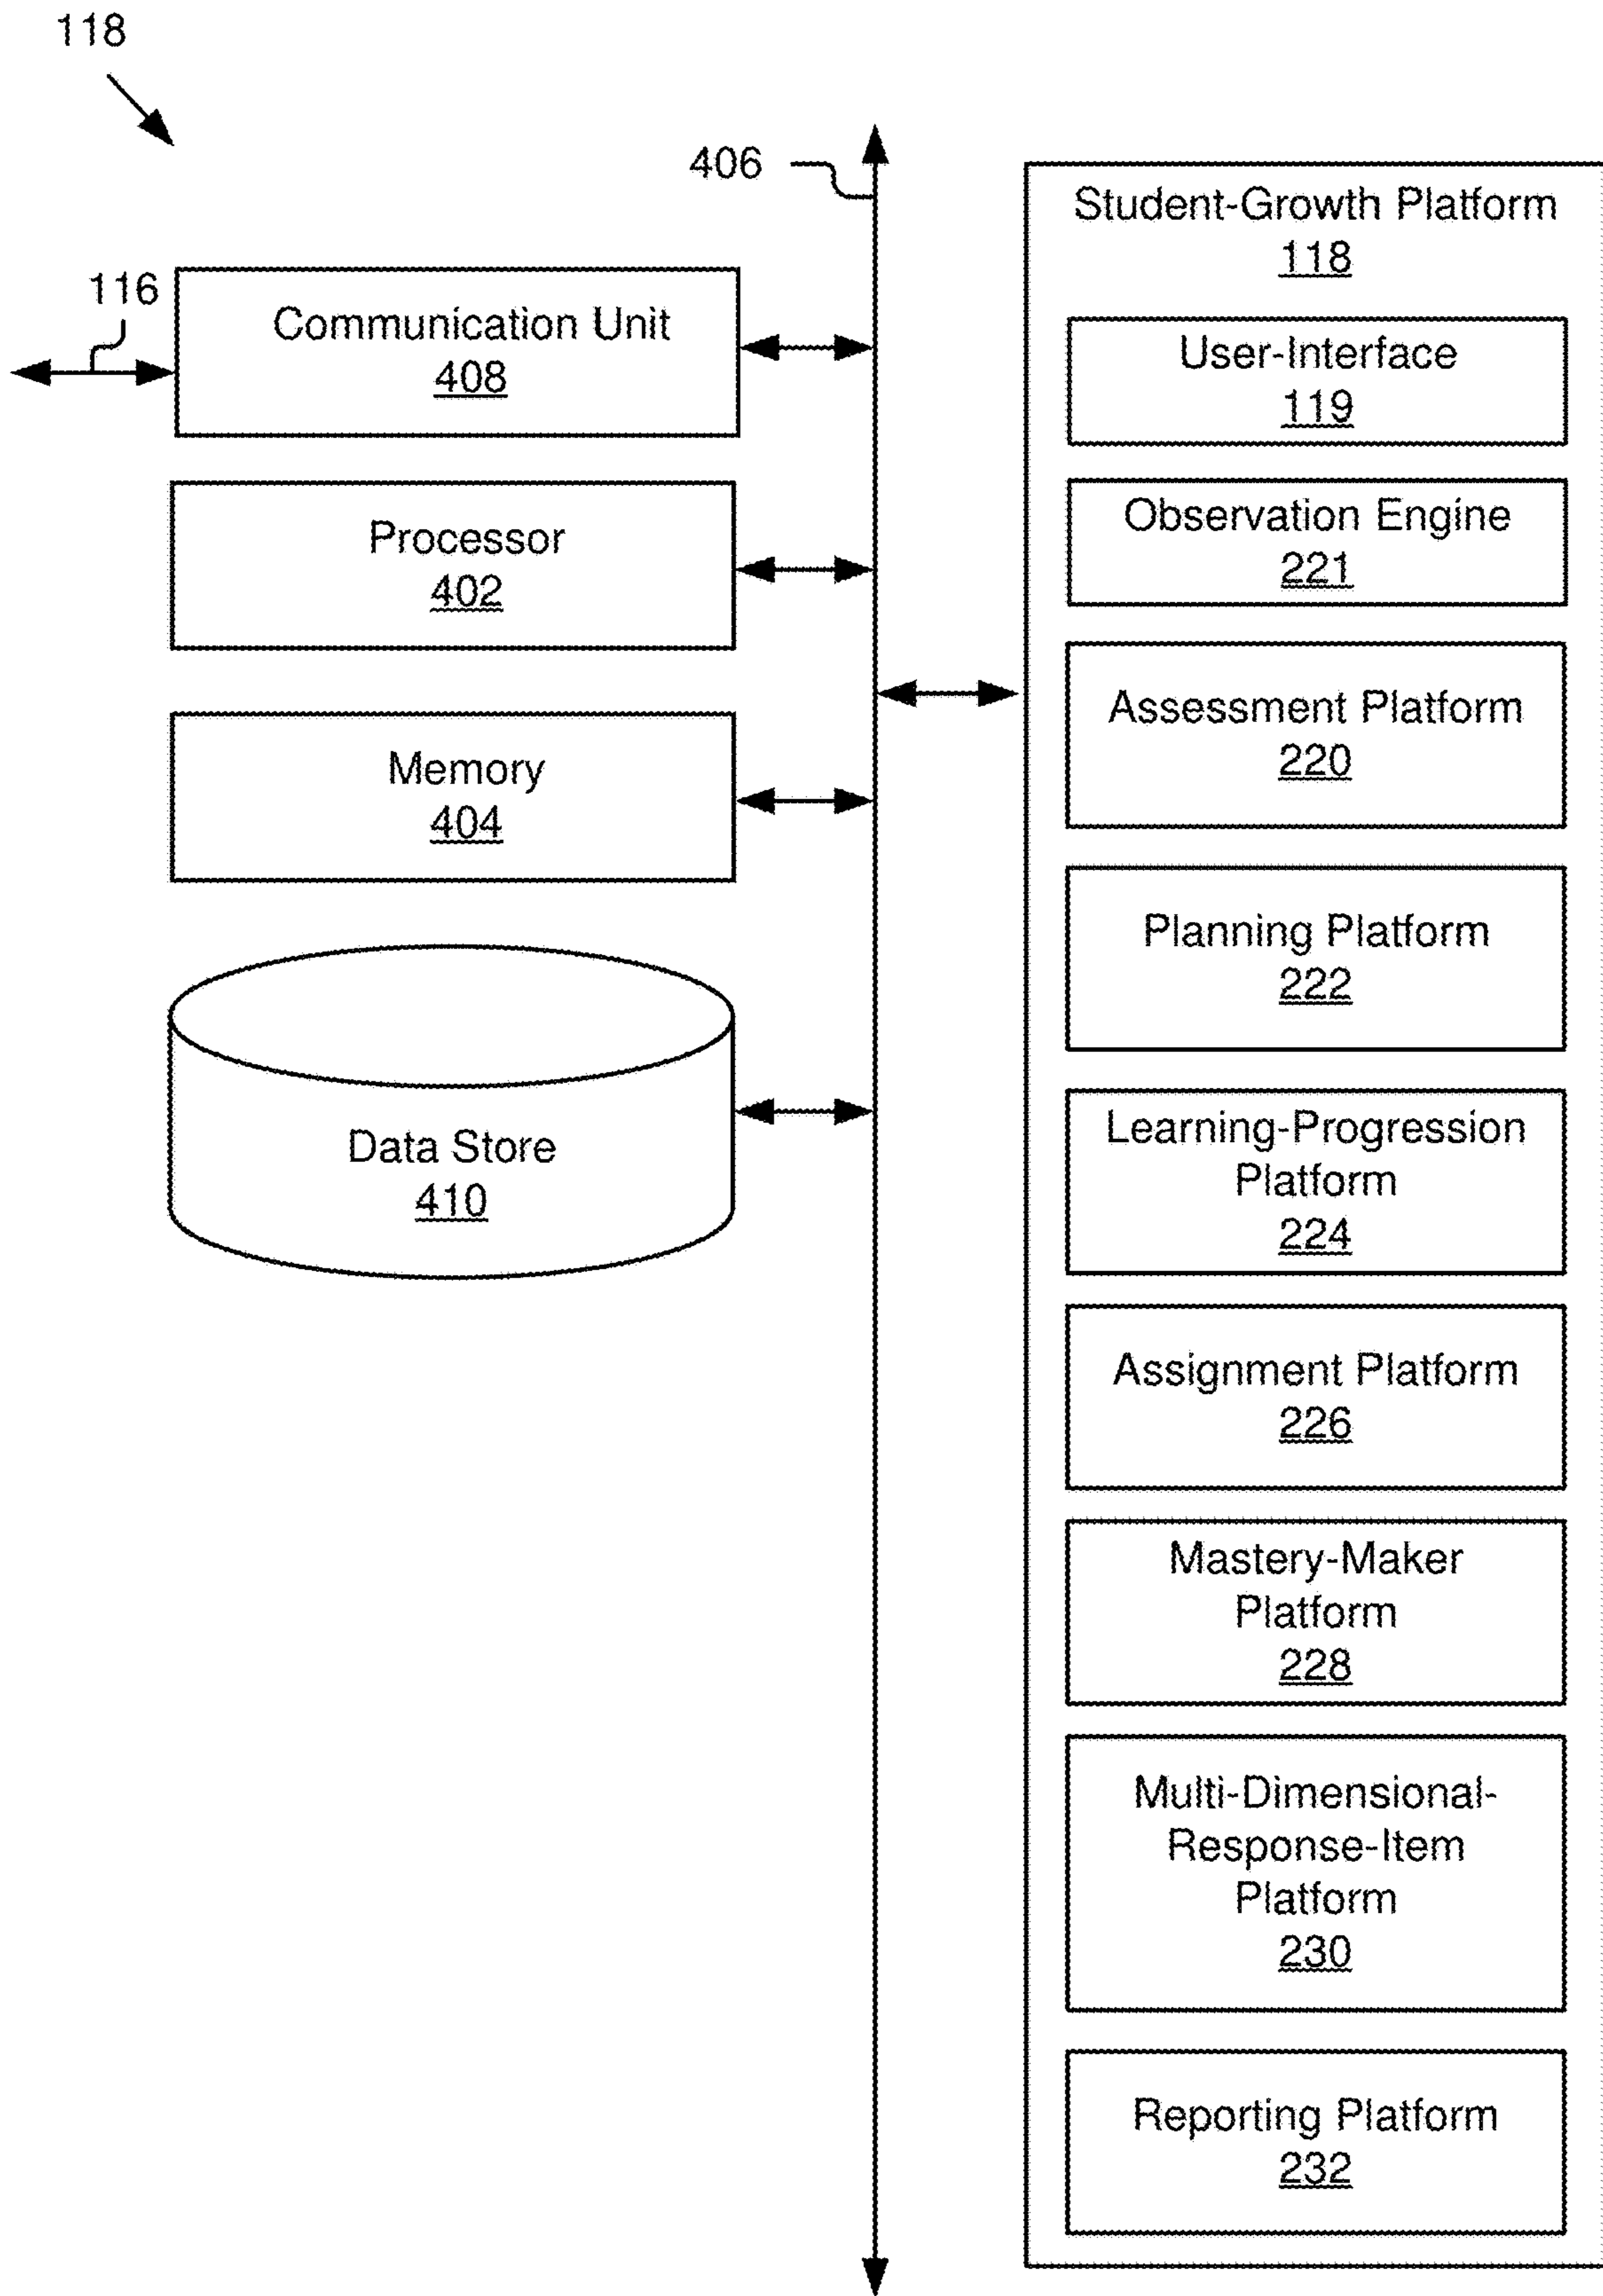 118
406
116
Communication Unit
408
Processor
402
Memory
404
Data Store
410
Student-Growth Platform
118
User-Interface
119
Observation Engine
221
Assessment Platform
220
Planning Platform
222
Learning-Progression
Platform
224
Assignment Platform
226
Mastery-Maker
Platform
228
Multi-Dimensional-
Response-Item
Platform
230
Reporting Platform
232